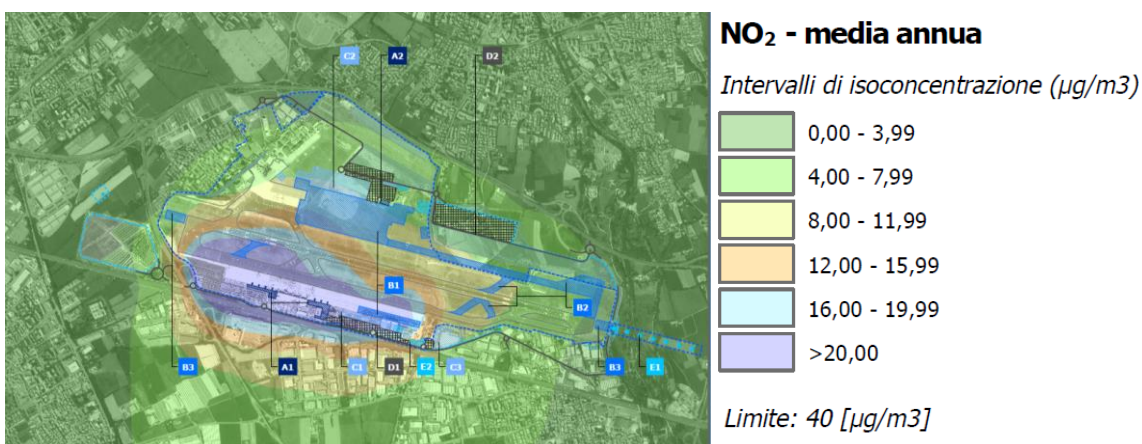 C2 A2 D2
B1
B2
B3 A1 C1 D1 E2 C3 B3 E1
NO₂ - media annua
Intervalli di isoconcentrazione (µg/m3)
0,00 - 3,99
4,00 - 7,99
8,00 - 11,99
12,00 - 15,99
16,00 - 19,99
>20,00
Limite: 40 [µg/m3]